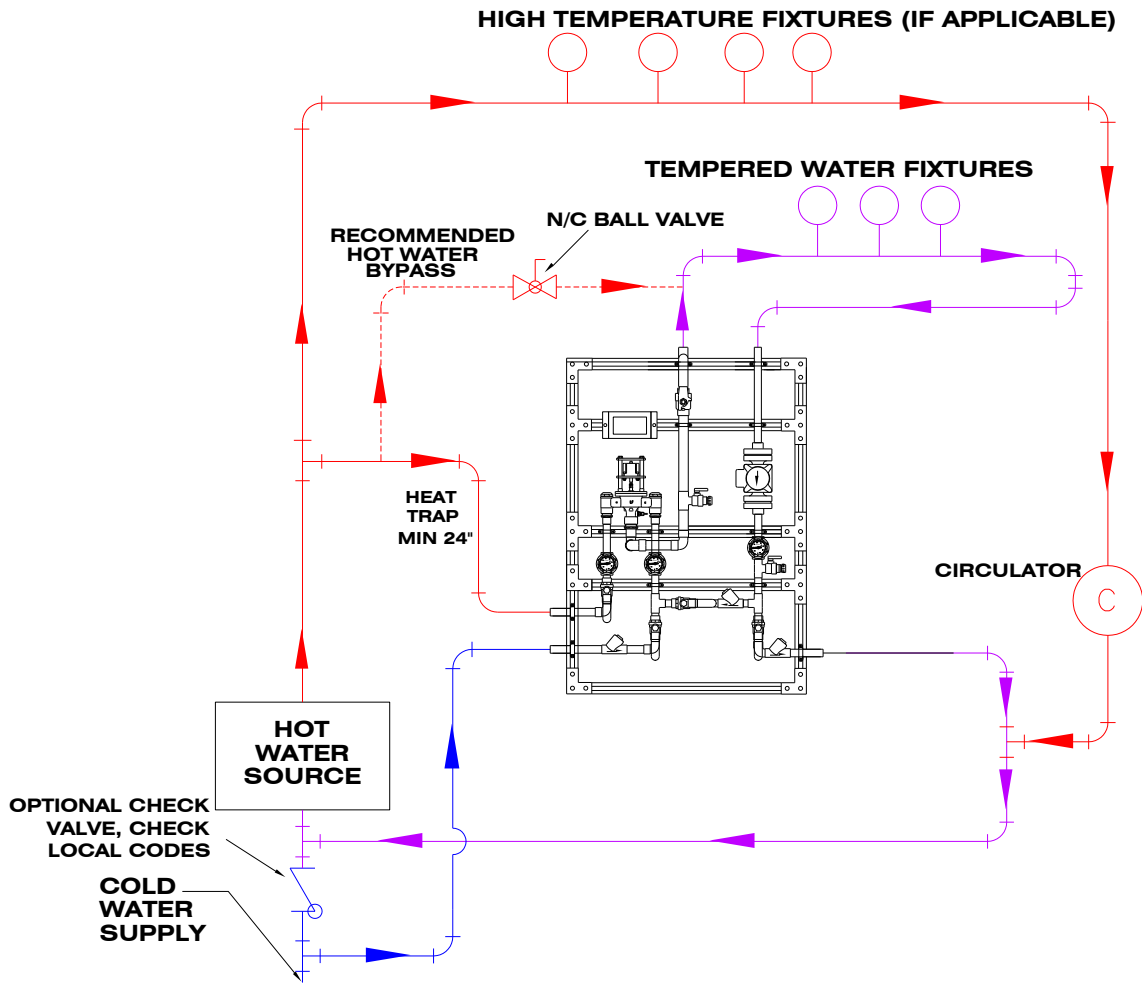 HIGH TEMPERATURE FIXTURES (IF APPLICABLE)
TEMPERED WATER FIXTURES
N/C BALL VALVE
RECOMMENDED
HOT WATER
BYPASS
HEAT
TRAP
MIN 24"
CIRCULATOR
C
HOT
WATER
SOURCE
OPTIONAL CHECK
VALVE, CHECK
LOCAL CODES
COLD
WATER
SUPPLY